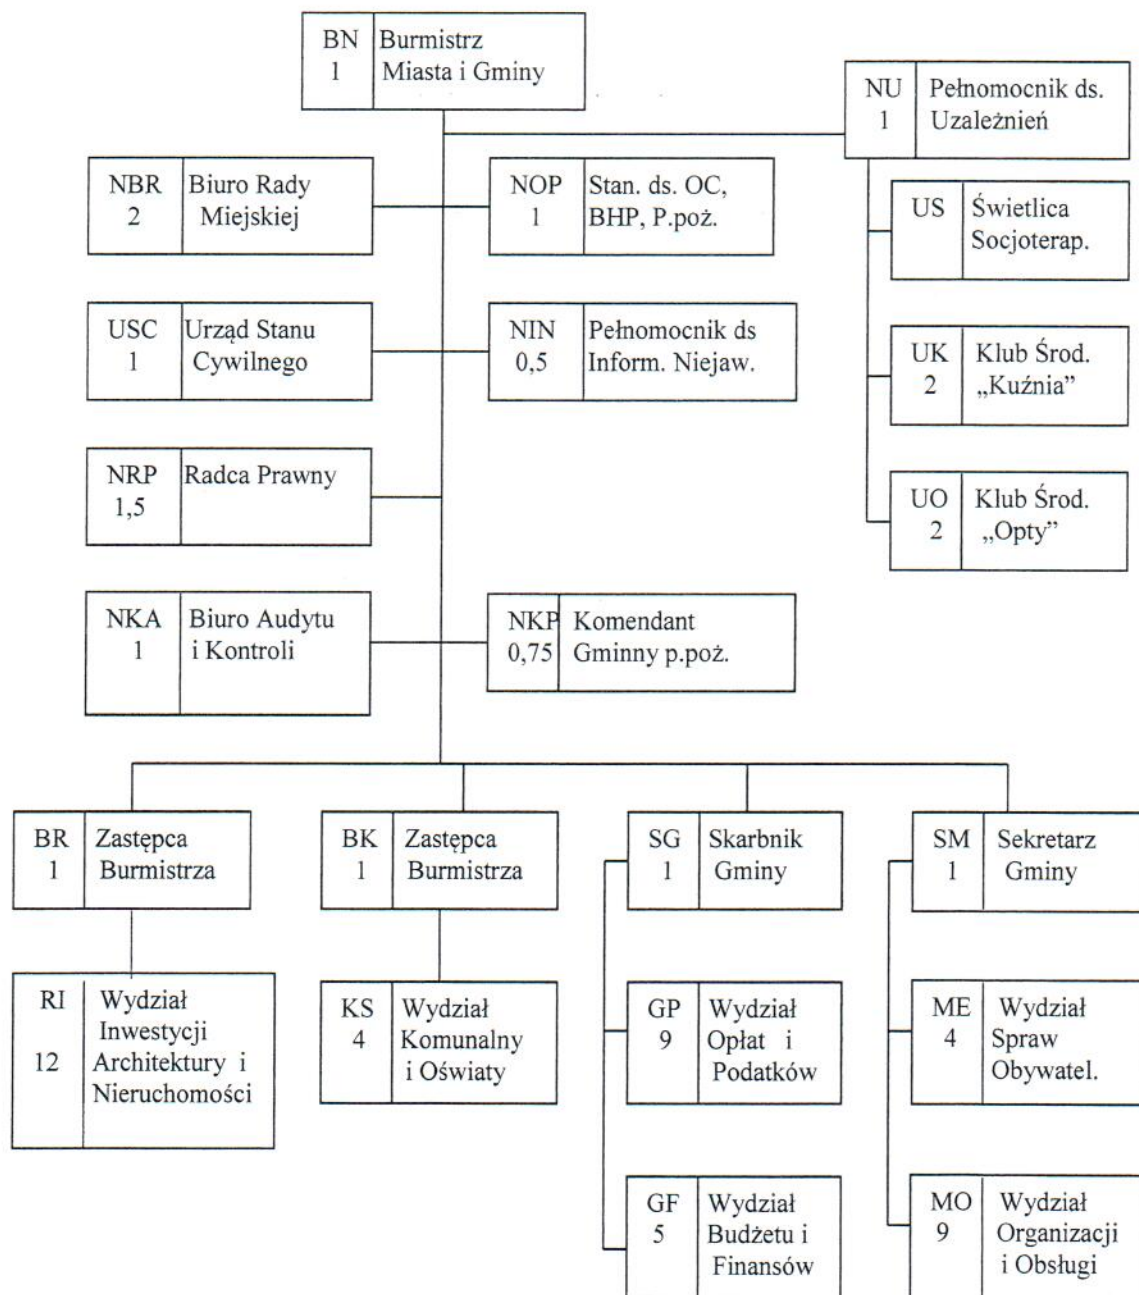 BN Burmistrz
1 Miasta i Gminy
NU Pełnomocnik ds.
1 Uzależnień
NBR Biuro Rady
2 Miejskiej
NOP Stan. ds. OC,
1 BHP, P.poż.
US Świetlica
Socjoterap.
USC Urząd Stanu
1 Cywilnego
NIN Pełnomocnik ds
0,5 Inform. Niejaw.
UK Klub Środ.
2 „Kuźnia”
NRP Radca Prawny
1,5
UO Klub Środ.
2 „Opty”
NKA Biuro Audytu
1 i Kontroli
NKP Komendant
0,75 Gminny p.poż.
BR Zastępca
1 Burmistrza
BK Zastępca
1 Burmistrza
SG Skarbnik
1 Gminy
SM Sekretarz
1 Gminy
RI Wydział
Inwestycji
12 Architektury i
Nieruchomości
KS Wydział
4 Komunalny
i Oświaty
GP Wydział
9 Opłat i
Podatków
ME Wydział
4 Spraw
Obywatel.
GF Wydział
5 Budżetu i
Finansów
MO Wydział
9 Organizacji
i Obsługi